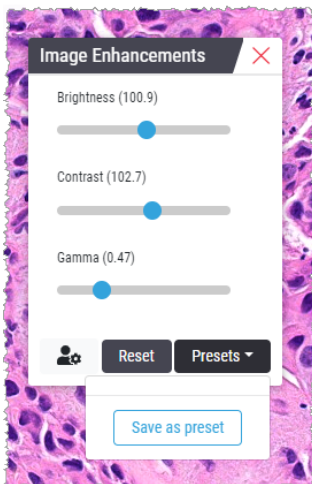 Image Enhancements
Brightness (100.9)
Contrast (102.7)
Gamma (0.47)
Reset Presets
Save as preset